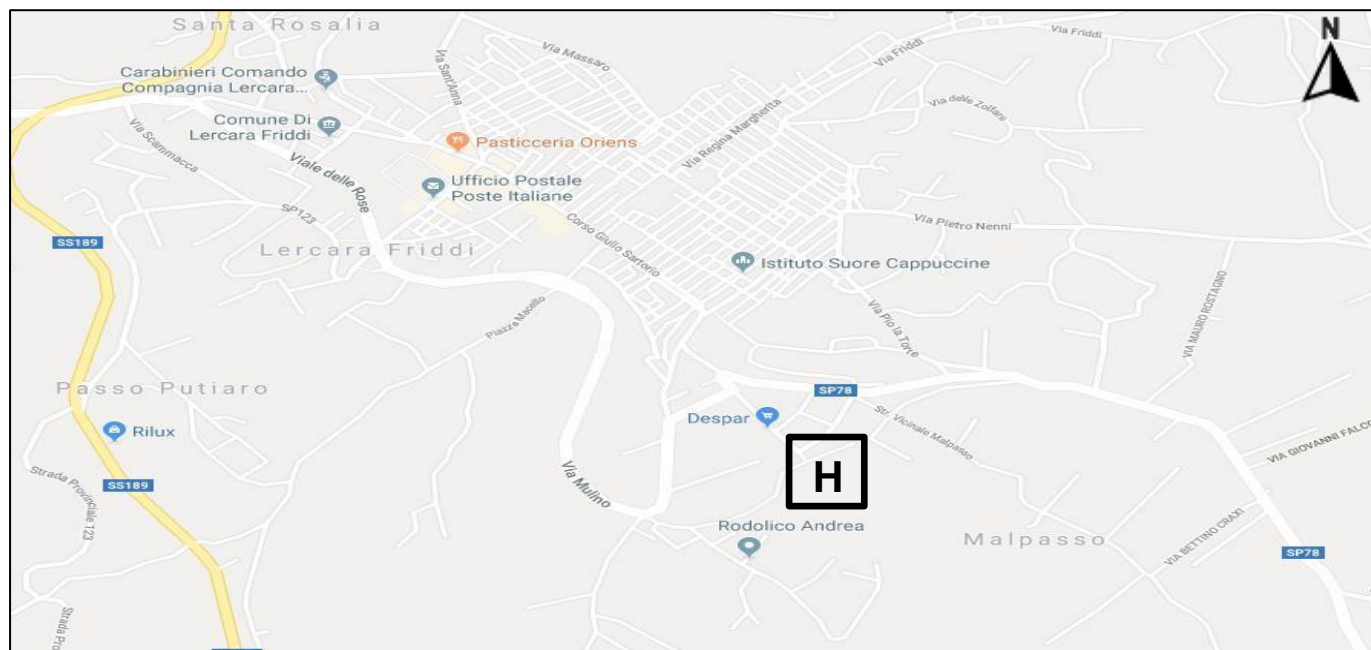 Santa Rosalia
Via Massaro
Via Friddi
Via Friddi
N
Via Sant'Anna
Carabinieri Comando
Compagnia Lercara...
Via delle Zolfare
Comune Di
Lercara Friddi
Via Scammacca
Via Regina Margherita
Pasticceria Oriens
Viale delle Rose
Ufficio Postale
Poste Italiane
SP123
Corso Giulio Sartorio
Via Pietro Nenni
SS189
Lercara Friddi
Istituto Suore Cappuccine
Piazza Macello
Via Pio la Torre
VIA MAURO ROSTAGNO
Passo Putiaro
SP78
Despar
Str. Vicinale Malpasso
Rilux
VIA GIOVANNI FALCO
H
Via Mulino
SS189
Strada Provinciale 123
Rodolico Andrea
Malpasso
VIA BETTINO CRAXI
SP78
Strada Pro